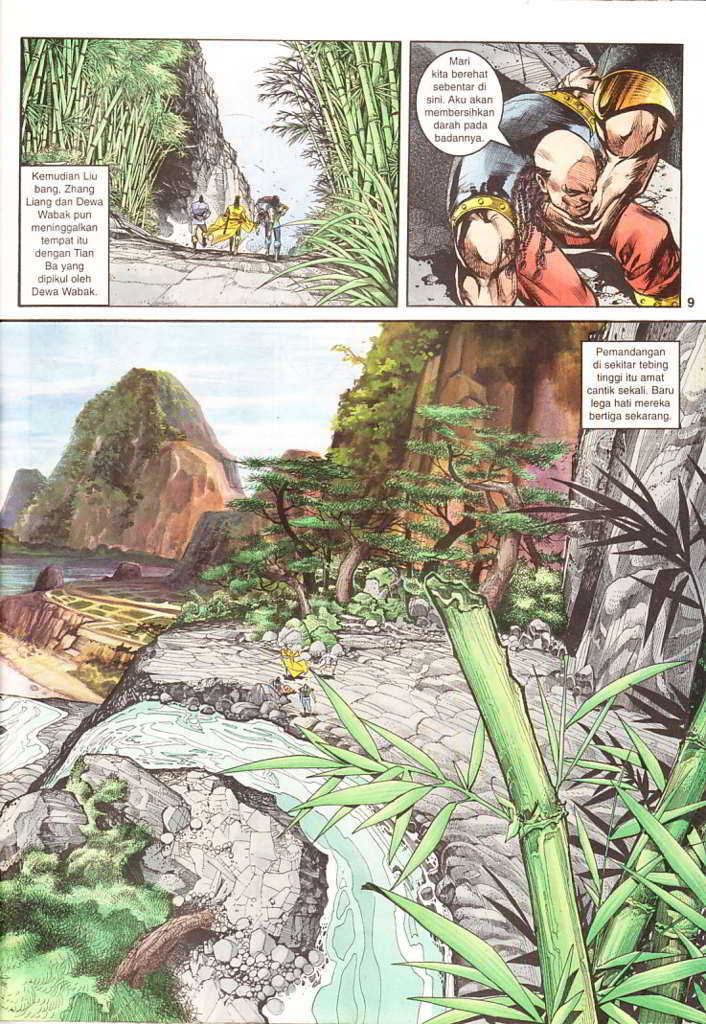 Kemudian Liu
bang, Zhang
Liang dan Dewa
Wabak pun
meninggalkan
tempat itu
dengan Tian
Ba yang
dipikul oleh
Dewa Wabak.
Mari
kita berehat
sebentar di
sini. Aku akan
membersihkan
darah pada
badannya.
9
Pemandangan
di sekitar tebing
tinggi itu amat
cantik sekali. Baru
lega hati mereka
bertiga sekarang.